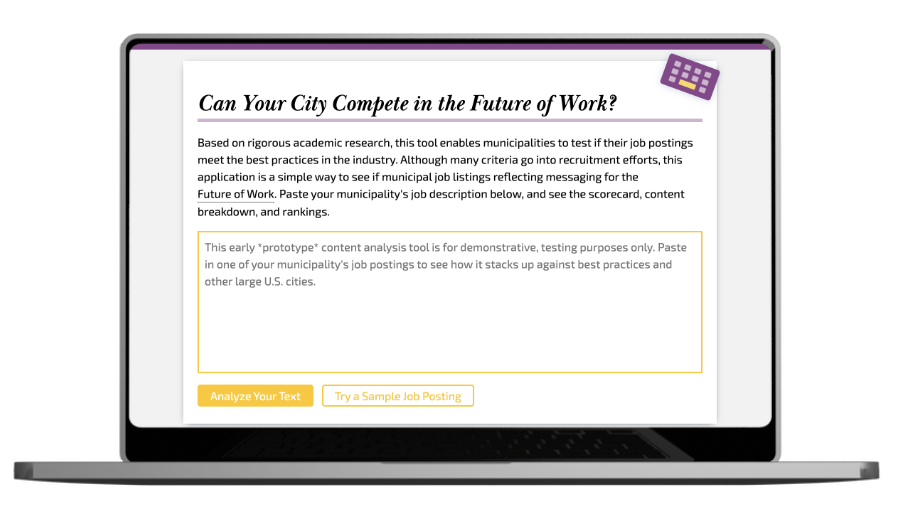 Can Your City Compete in the Future of Work?
Based on rigorous academic research, this tool enables municipalities to test if their job postings
meet the best practices in the industry. Although many criteria go into recruitment efforts, this
application is a simple way to see if municipal job listings reflecting messaging for the
Future of Work. Paste your municipality's job description below, and see the scorecard, content
breakdown, and rankings.
This early *prototype* content analysis tool is for demonstrative, testing purposes only. Paste
in one of your municipality's job postings to see how it stacks up against best practices and
other large U.S. cities.
Analyze Your Text
Try a Sample Job Posting